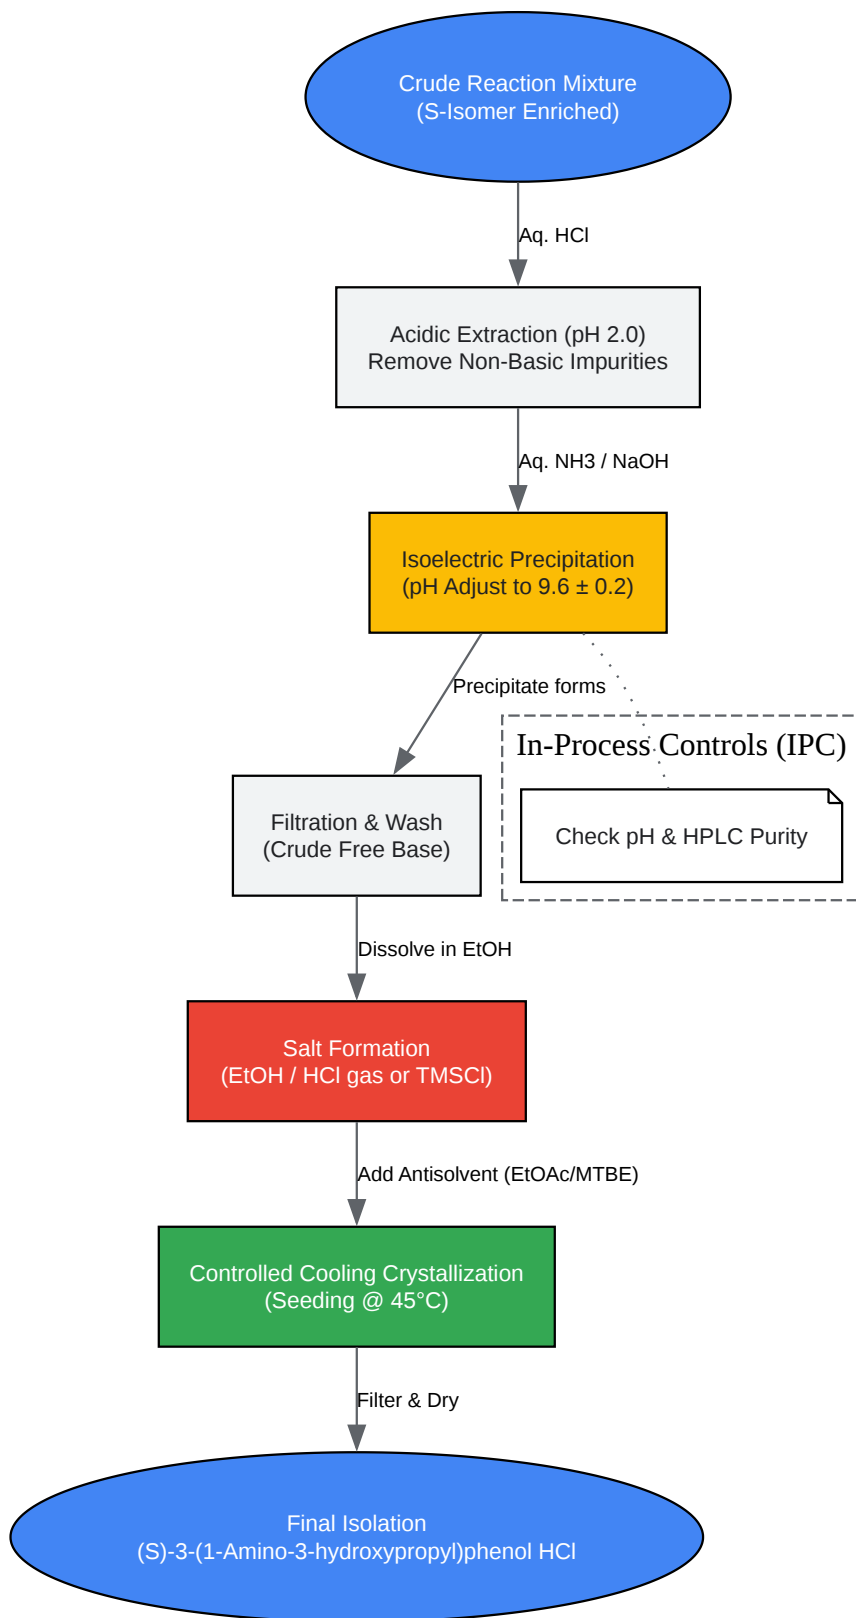 Crude Reaction Mixture
(S-Isomer Enriched)
Aq. HCl
Acidic Extraction (pH 2.0)
Remove Non-Basic Impurities
Aq. NH3 / NaOH
Isoelectric Precipitation
(pH Adjust to 9.6 ± 0.2)
Precipitate forms
In-Process Controls (IPC)
Check pH & HPLC Purity
Filtration & Wash
(Crude Free Base)
Dissolve in EtOH
Salt Formation
(EtOH / HCl gas or TMSCl)
Add Antisolvent (EtOAc/MTBE)
Controlled Cooling Crystallization
(Seeding @ 45°C)
Filter & Dry
Final Isolation
(S)-3-(1-Amino-3-hydroxypropyl)phenol HCl